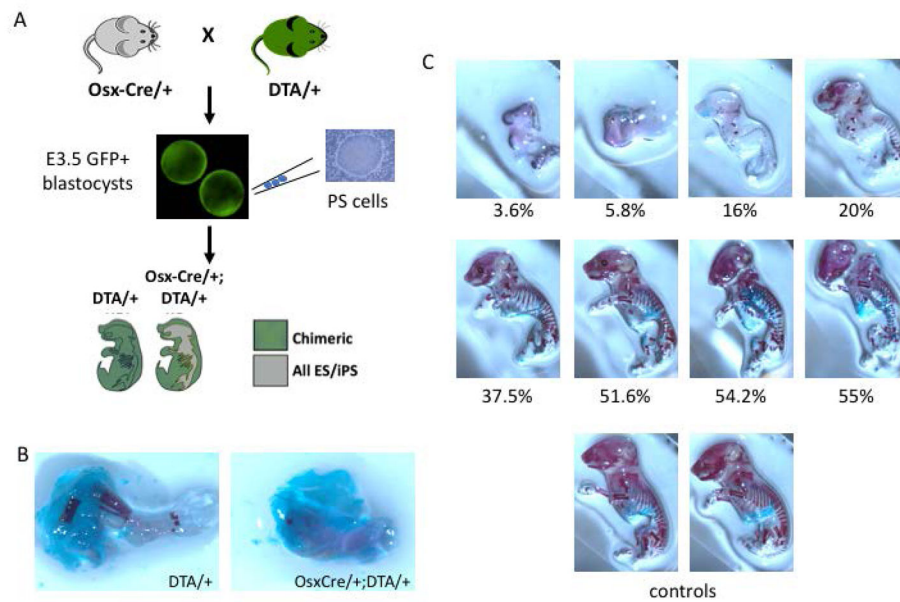 A
X
Osx-Cre/+
DTA/+
E3.5 GFP+
blastocysts
PS cells
Osx-Cre/+;
DTA/+
DTA/+
Chimeric
All ES/iPS
B
DTA/+
OsxCre/+;DTA/+
C
3.6%
5.8%
16%
20%
37.5%
51.6%
54.2%
55%
controls